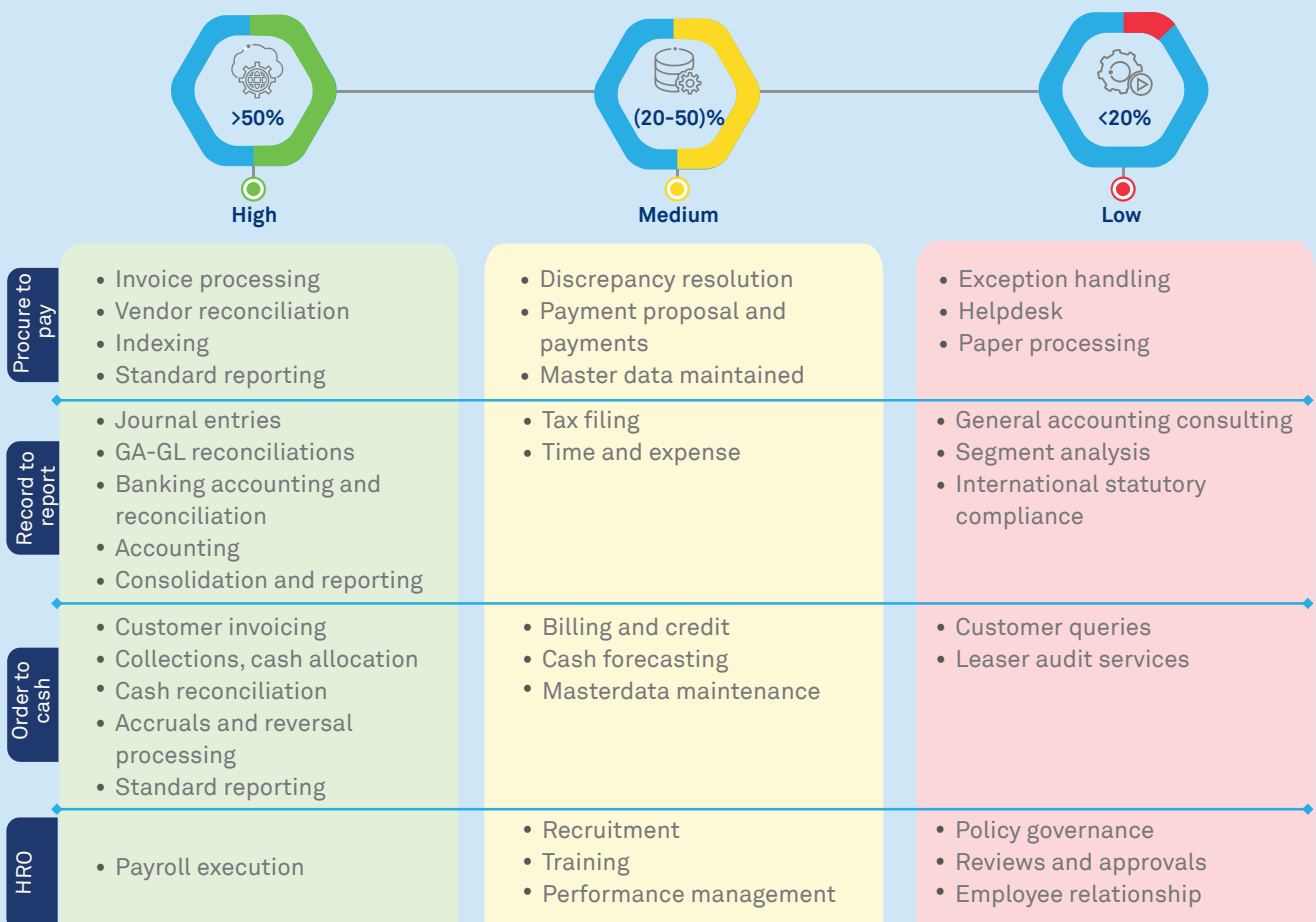 >50%
(20-50)%
<20%
High
Medium
Low
Procure to
pay
• Invoice processing
• Vendor reconciliation
• Indexing
• Standard reporting
• Discrepancy resolution
• Payment proposal and
payments
• Master data maintained
• Exception handling
• Helpdesk
• Paper processing
Record to
report
• Journal entries
• GA-GL reconciliations
• Banking accounting and
reconciliation
• Accounting
• Consolidation and reporting
• Tax filing
• Time and expense
• General accounting consulting
• Segment analysis
• International statutory
compliance
Order to
cash
• Customer invoicing
• Collections, cash allocation
• Cash reconciliation
• Accruals and reversal
processing
• Standard reporting
• Billing and credit
• Cash forecasting
• Masterdata maintenance
• Customer queries
• Leaser audit services
HRO
• Payroll execution
• Recruitment
• Training
• Performance management
• Policy governance
• Reviews and approvals
• Employee relationship